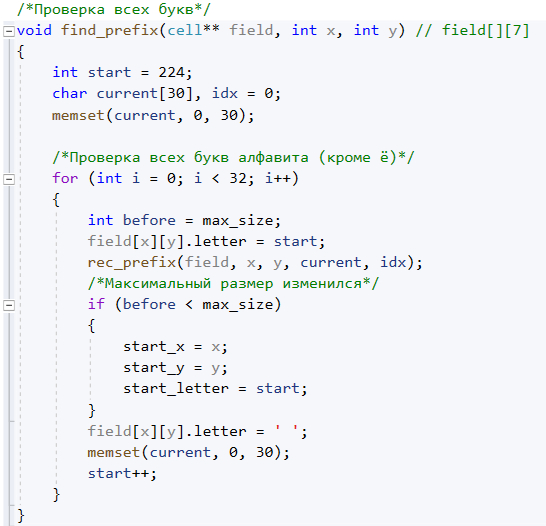 /*Проверка всех букв*/
void find_prefix(cell** field, int x, int y) // field[][7]
{
    int start = 224;
    char current[30], idx = 0;
    memset(current, 0, 30);

    /*Проверка всех букв алфавита (кроме ё)*/
    for (int i = 0; i < 32; i++)
    {
        int before = max_size;
        field[x][y].letter = start;
        rec_prefix(field, x, y, current, idx);
        /*Максимальный размер изменился*/
        if (before < max_size)
        {
            start_x = x;
            start_y = y;
            start_letter = start;
        }
        field[x][y].letter = ' ';
        memset(current, 0, 30);
        start++;
    }
}